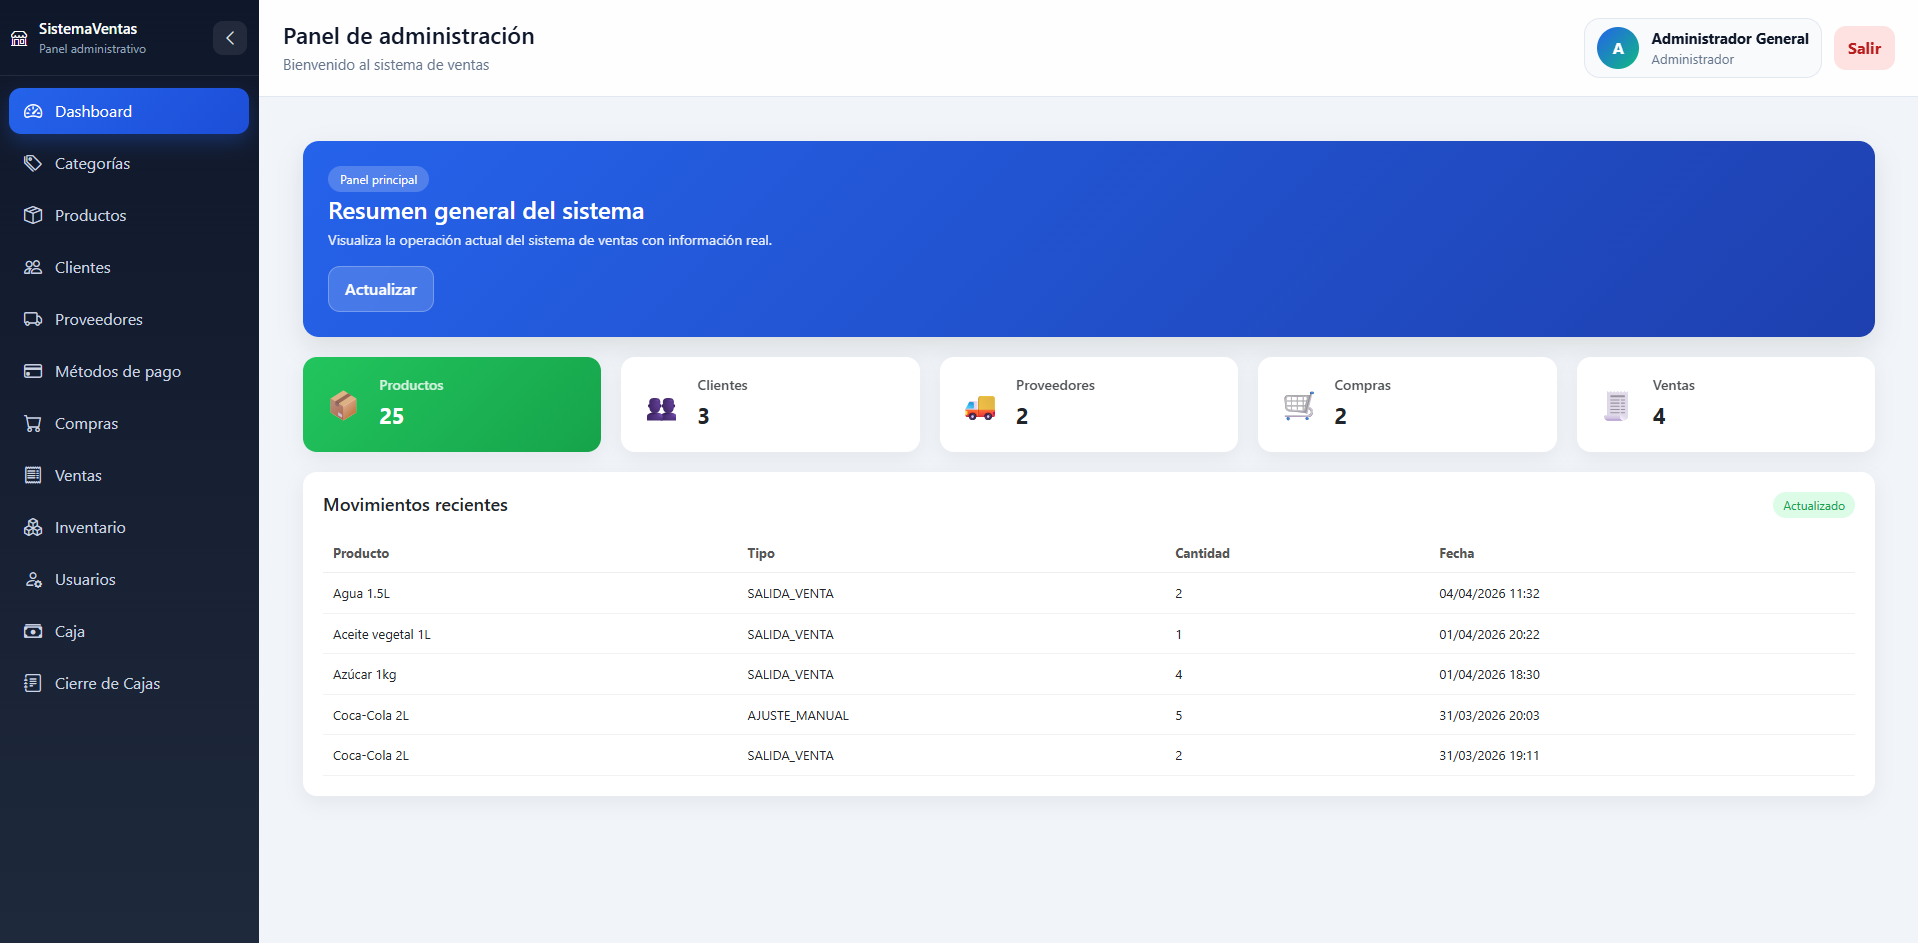 SistemaVentas
Panel administrativo
Dashboard
Categorías
Productos
Clientes
Proveedores
Métodos de pago
Compras
Ventas
Inventario
Usuarios
Caja
Cierre de Cajas
Panel de administración
Bienvenido al sistema de ventas
A
Administrador General
Administrador
Salir
Panel principal
Resumen general del sistema
Visualiza la operación actual del sistema de ventas con información real.
Actualizar
Productos
25
Clientes
3
Proveedores
2
Compras
2
Ventas
4
Movimientos recientes
Actualizado
Producto Tipo Cantidad Fecha
Agua 1.5L SALIDA_VENTA 2 04/04/2026 11:32
Aceite vegetal 1L SALIDA_VENTA 1 01/04/2026 20:22
Azúcar 1kg SALIDA_VENTA 4 01/04/2026 18:30
Coca-Cola 2L AJUSTE_MANUAL 5 31/03/2026 20:03
Coca-Cola 2L SALIDA_VENTA 2 31/03/2026 19:11